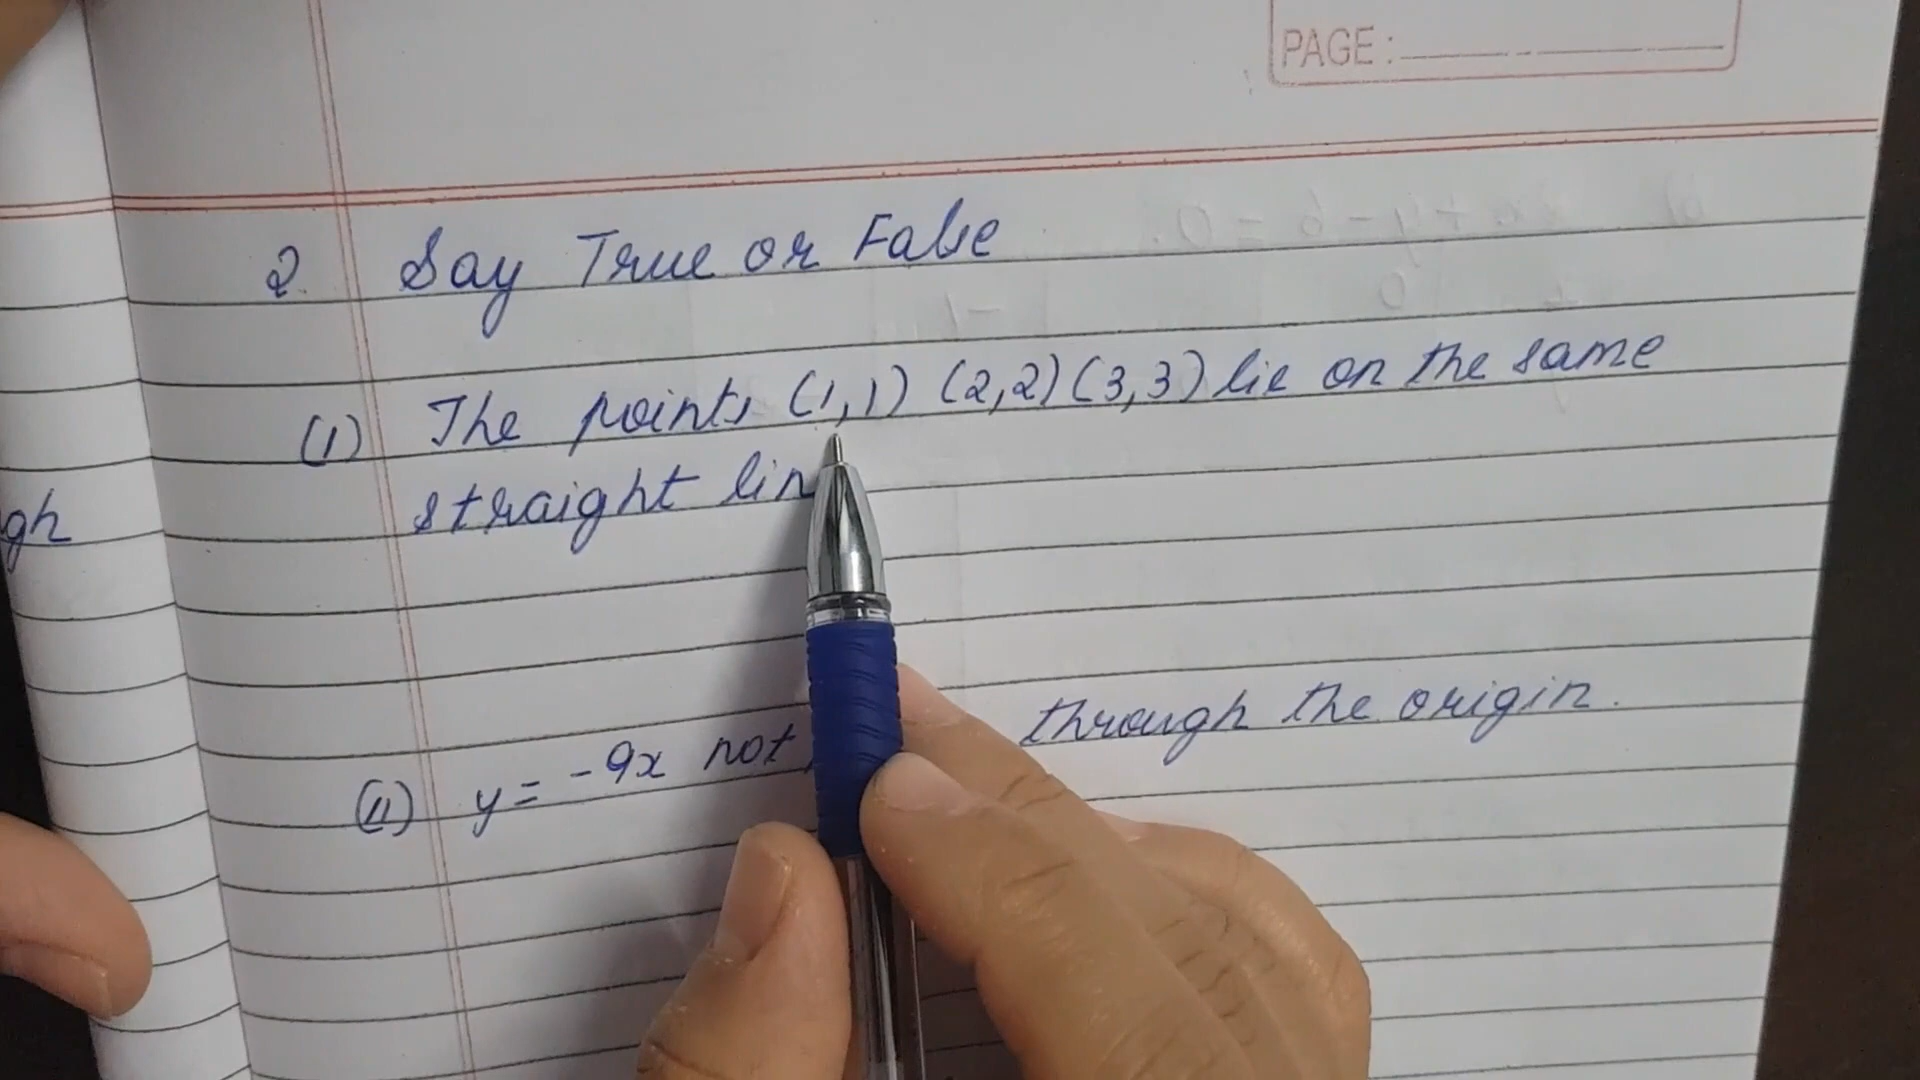 PAGE :
2. Say True or False
(i) The points (1,1) (2,2) (3,3) lie on the same
straight lin
gh
(ii) y = -9x not through the origin.